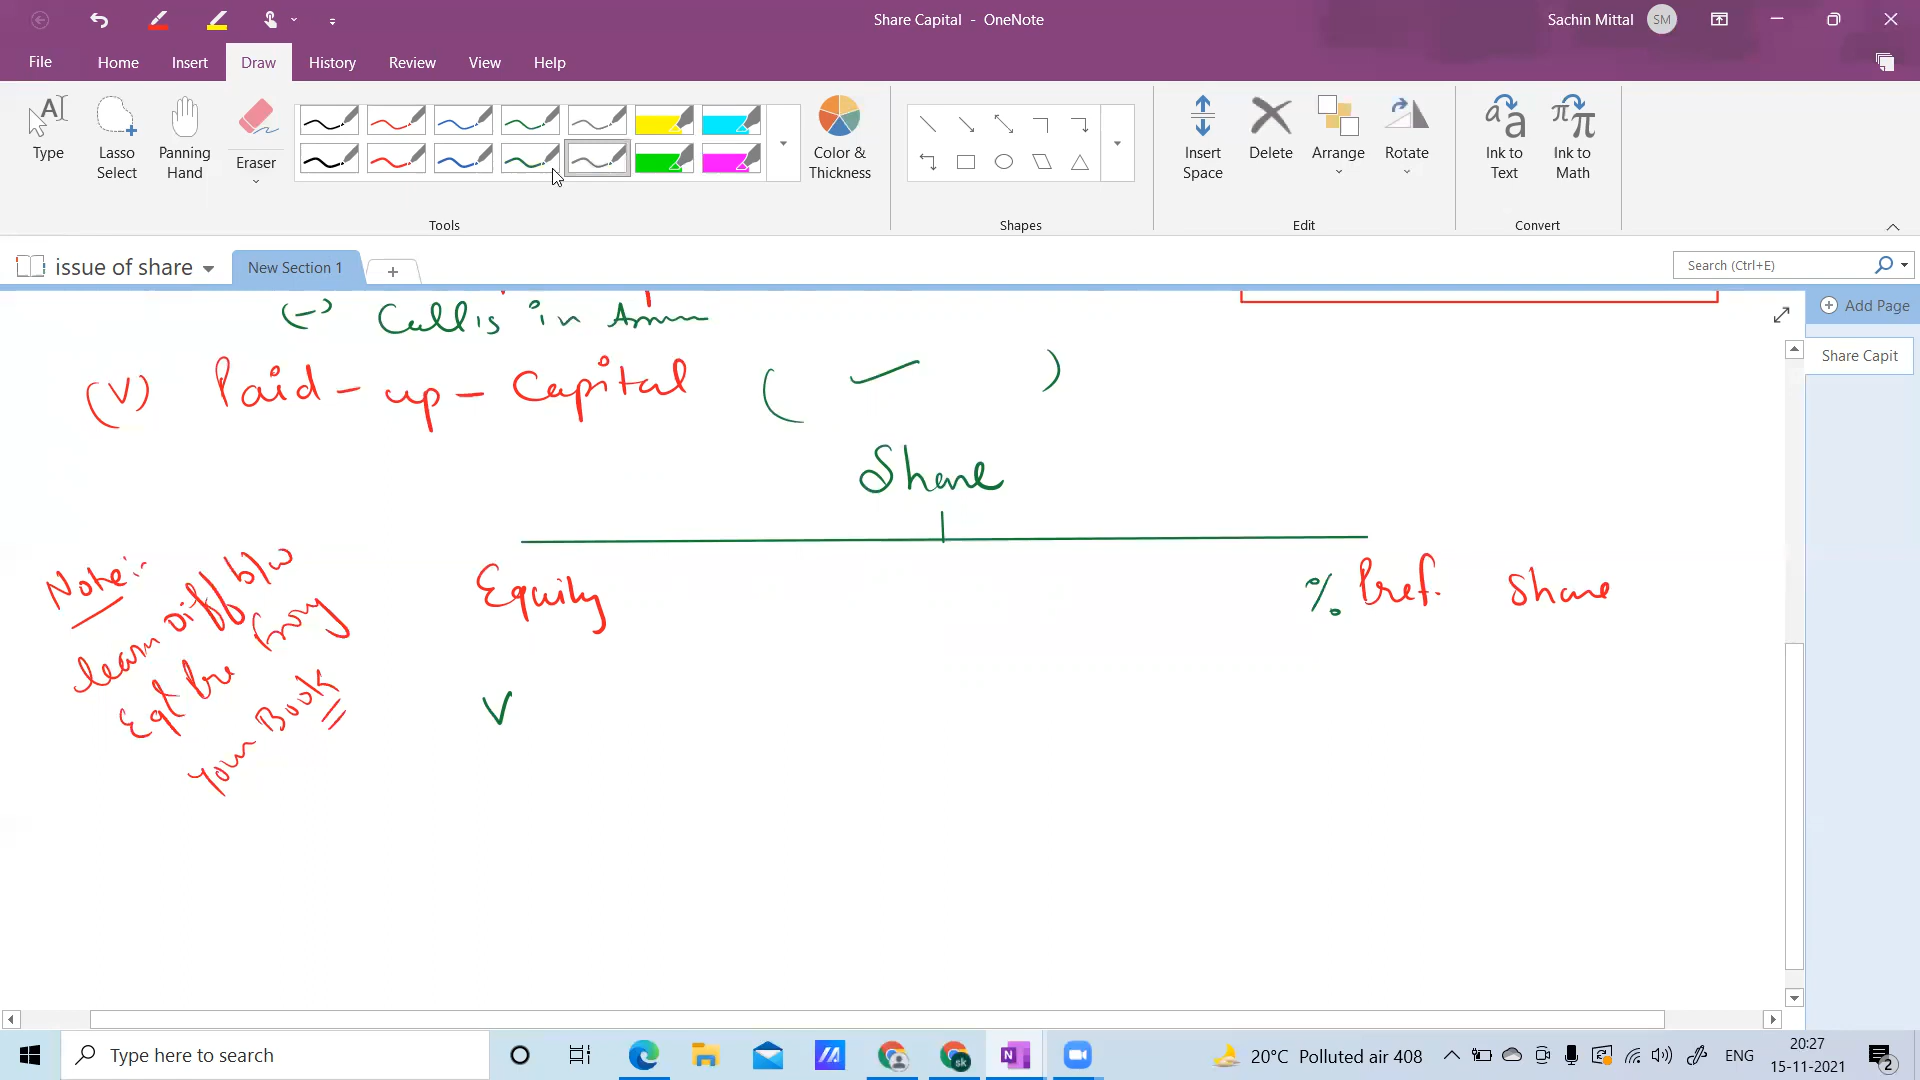 Share Capital - OneNote
Sachin Mittal SM
File Home Insert Draw History Review View Help
Type
Lasso Select
Panning Hand
Eraser
Color & Thickness
Insert Space
Delete
Arrange
Rotate
Ink to Text
Ink to Math
Tools
Shapes
Edit
Convert
issue of share
New Section 1
+
Search (Ctrl+E)
Add Page
Share Capit
(-) Calls in
(V) Paid-up-Capital ( )
Share
Equity
% Pref. Share
Note:-
learn Diff b/w
Eq & Pre from
your Book
V
Type here to search
20°C Polluted air 408
ENG
20:27
15-11-2021
2